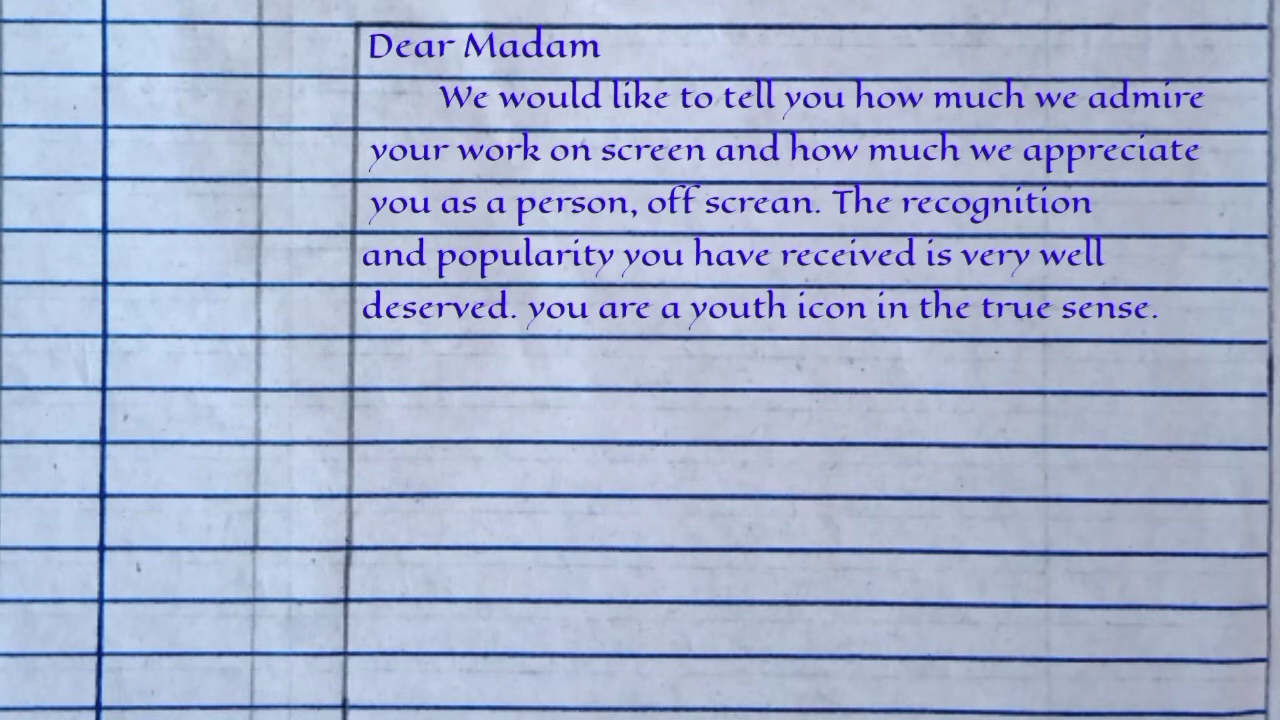 Dear Madam
We would like to tell you how much we admire
your work on screen and how much we appreciate
you as a person, off screan. The recognition
and popularity you have received is very well
deserved. you are a youth icon in the true sense.